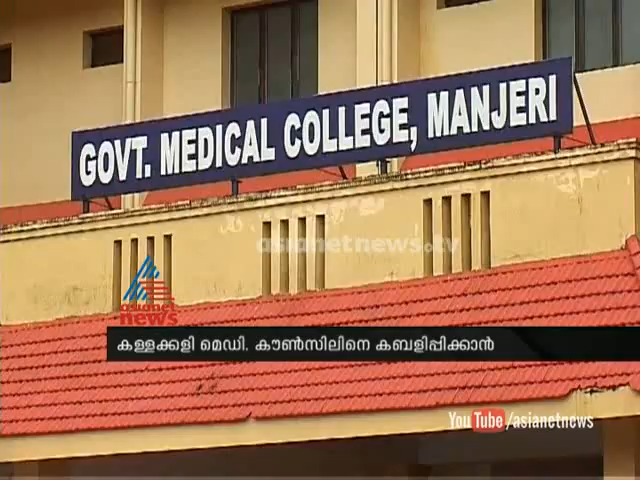 GOVT. MEDICAL COLLEGE, MANJERI
asianetnews.tv
asianet
news
കള്ളക്കളി മെഡി. കൗൺസിലിനെ കബളിപ്പിക്കാൻ
YouTube/asianetnews